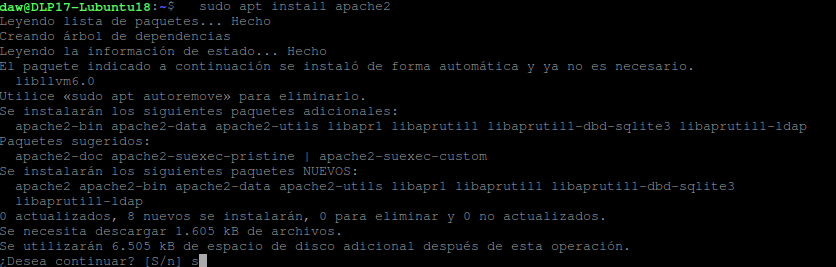 daw@DLP17-Lubuntu18:~$   sudo apt install apache2
Leyendo lista de paquetes... Hecho
Creando árbol de dependencias
Leyendo la información de estado... Hecho
El paquete indicado a continuación se instaló de forma automática y ya no es necesario.
  libllvm6.0
Utilice «sudo apt autoremove» para eliminarlo.
Se instalarán los siguientes paquetes adicionales:
  apache2-bin apache2-data apache2-utils libapr1 libaprutil1 libaprutil1-dbd-sqlite3 libaprutil1-ldap
Paquetes sugeridos:
  apache2-doc apache2-suexec-pristine | apache2-suexec-custom
Se instalarán los siguientes paquetes NUEVOS:
  apache2 apache2-bin apache2-data apache2-utils libapr1 libaprutil1 libaprutil1-dbd-sqlite3
  libaprutil1-ldap
0 actualizados, 8 nuevos se instalarán, 0 para eliminar y 0 no actualizados.
Se necesita descargar 1.605 kB de archivos.
Se utilizarán 6.505 kB de espacio de disco adicional después de esta operación.
¿Desea continuar? [S/n] s